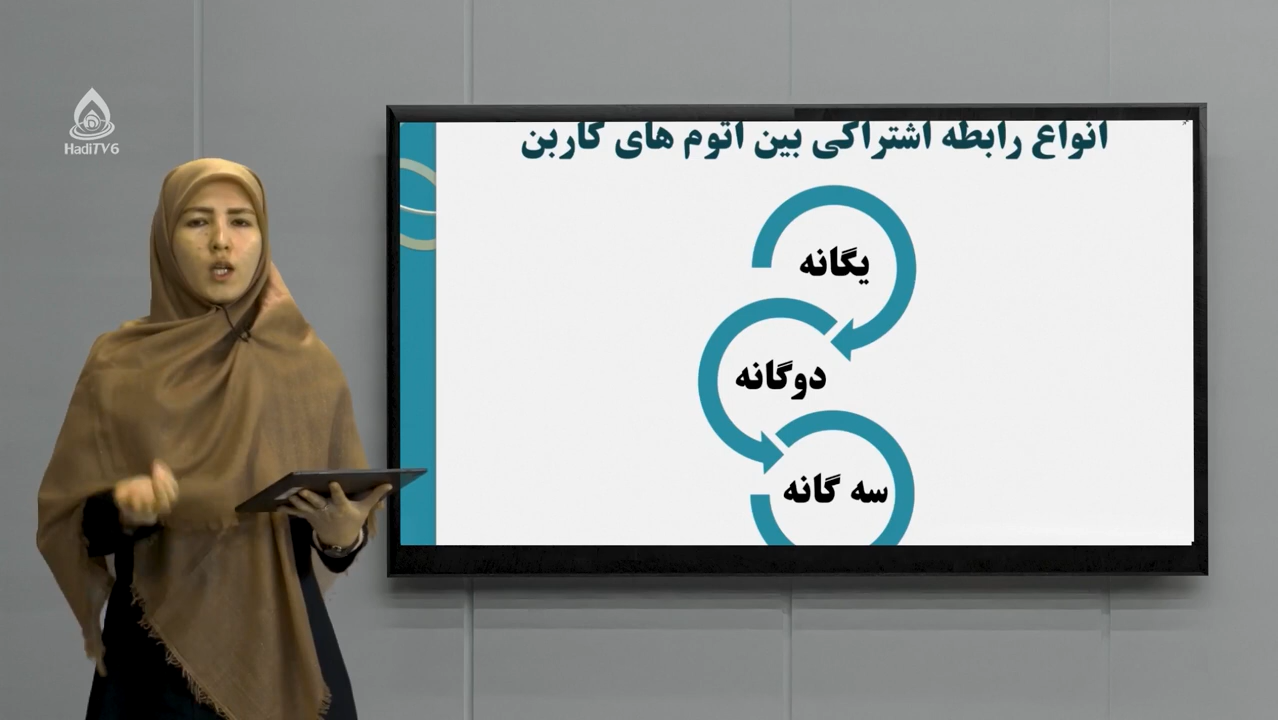 HadiTV6
انواع رابطه اشتراکی بین اتوم های کاربن
یگانه
دوگانه
سه گانه